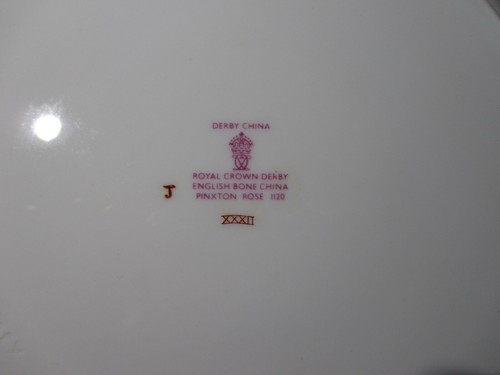 DERBY CHINA
ROYAL CROWN DERBY
ENGLISH BONE CHINA
J
PINXTON ROSE 1120
XXXII